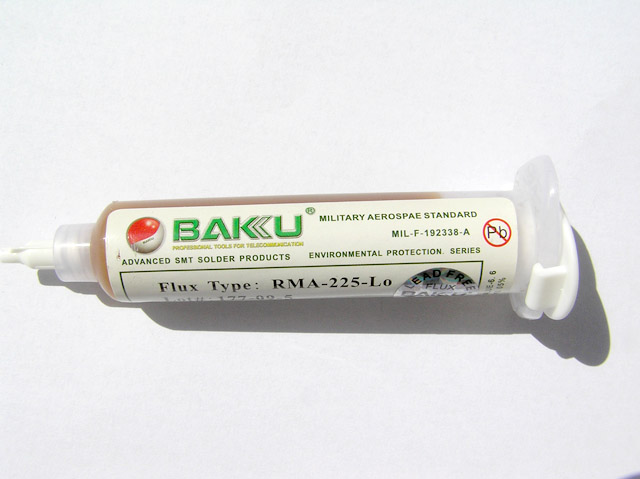 BAKU®
PROFESSIONAL TOOLS FOR TELECOMMUNICATION
MILITARY AEROSPAE STANDARD
MIL-F-192338-A
Pb
ADVANCED SMT SOLDER PRODUCTS
ENVIRONMENTAL PROTECTION. SERIES
Flux Type: RMA-225-Lo
LEAD FREE
FLUX
BAKU